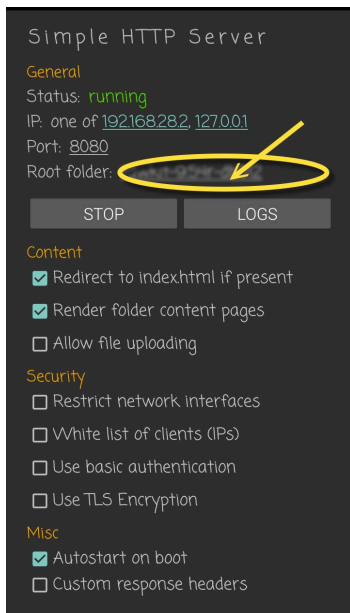 Simple HTTP Server
General
Status: running
IP: one of 192.168.28.2, 127.0.0.1
Port: 8080
Root folder:
STOP LOGS
Content
Redirect to index.html if present
Render folder content pages
Allow file uploading
Security
Restrict network interfaces
White list of clients (IPs)
Use basic authentication
Use TLS Encryption
Misc
Autostart on boot
Custom response headers